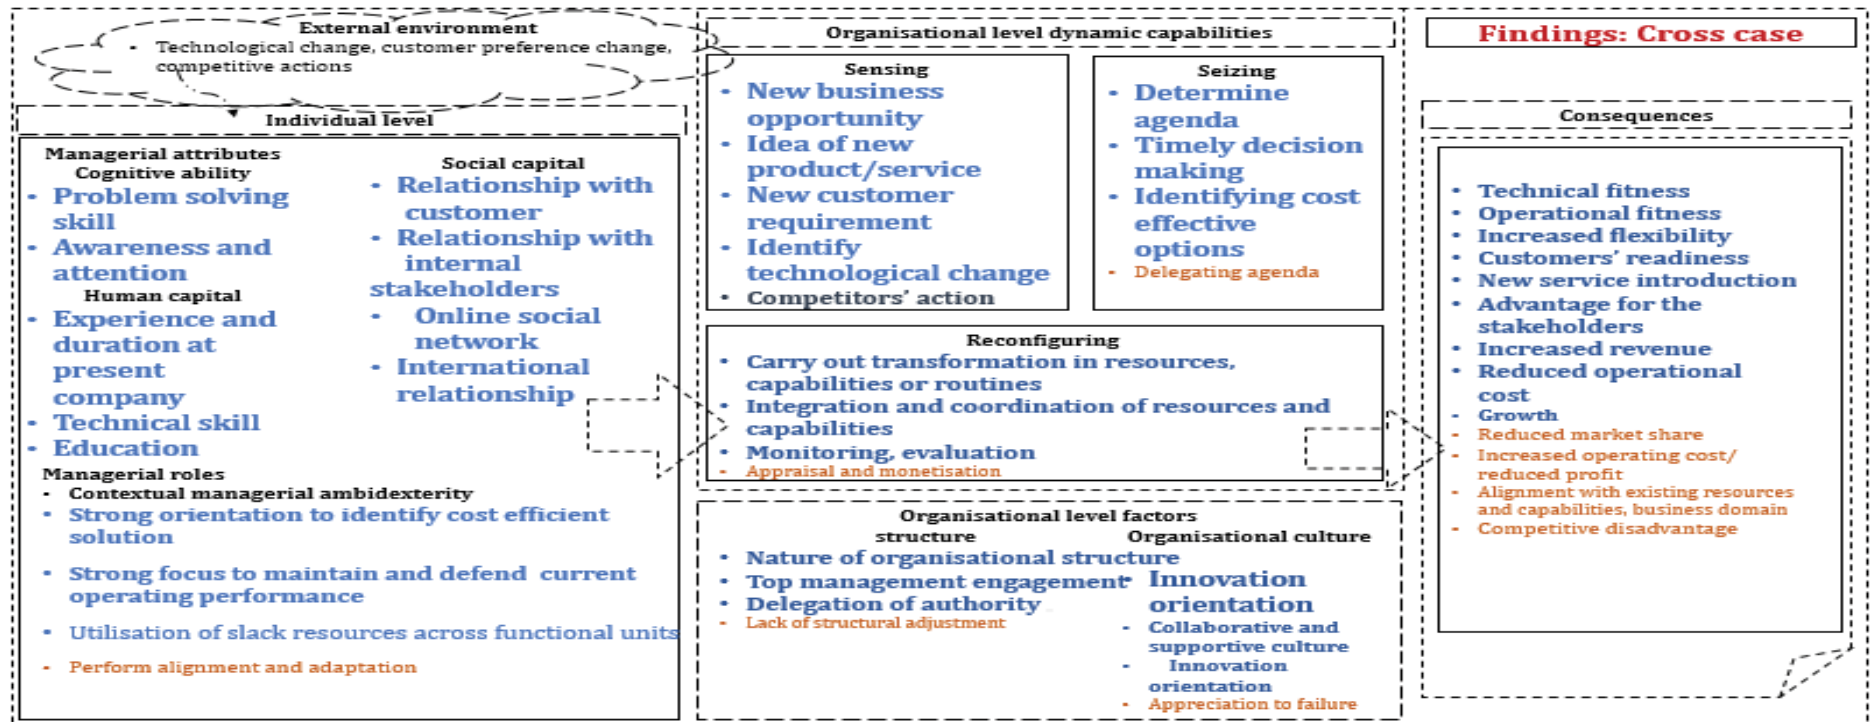 External environment
• Technological change, customer preference change,
competitive actions
Individual level
Managerial attributes
Cognitive ability
• Problem solving
skill
• Awareness and
attention
Human capital
• Experience and
duration at
present
company
• Technical skill
• Education
Social capital
• Relationship with
customer
• Relationship with
internal
stakeholders
• Online social
network
• International
relationship
Managerial roles
• Contextual managerial ambidexterity
• Strong orientation to identify cost efficient
solution
• Strong focus to maintain and defend current
operating performance
• Utilisation of slack resources across functional units
• Perform alignment and adaptation
Organisational level dynamic capabilities
Sensing
• New business
opportunity
• Idea of new
product/service
• New customer
requirement
• Identify
technological change
• Competitors' action
Seizing
• Determine
agenda
• Timely decision
making
• Identifying cost
effective
options
• Delegating agenda
Reconfiguring
• Carry out transformation in resources,
capabilities or routines
• Integration and coordination of resources and
capabilities
• Monitoring, evaluation
• Appraisal and monetisation
Organisational level factors
structure
• Nature of organisational structure
• Top management engagement
• Delegation of authority
• Lack of structural adjustment
Organisational culture
• Innovation
orientation
• Collaborative and
supportive culture
• Innovation
orientation
• Appreciation to failure
Findings: Cross case
Consequences
• Technical fitness
• Operational fitness
• Increased flexibility
• Customers' readiness
• New service introduction
• Advantage for the
stakeholders
• Increased revenue
• Reduced operational
cost
• Growth
• Reduced market share
• Increased operating cost/
reduced profit
• Alignment with existing resources
and capabilities, business domain
• Competitive disadvantage